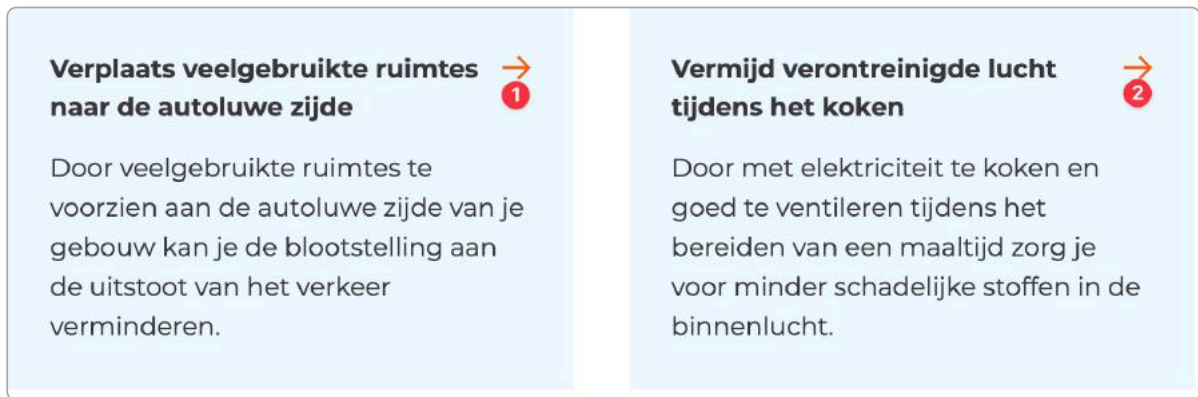 Verplaats veelgebruikte ruimtes
naar de autoluwe zijde
1
Door veelgebruikte ruimtes te
voorzien aan de autoluwe zijde van je
gebouw kan je de blootstelling aan
de uitstoot van het verkeer
verminderen.
Vermijd verontreinigde lucht
tijdens het koken
2
Door met elektriciteit te koken en
goed te ventileren tijdens het
bereiden van een maaltijd zorg je
voor minder schadelijke stoffen in de
binnenlucht.